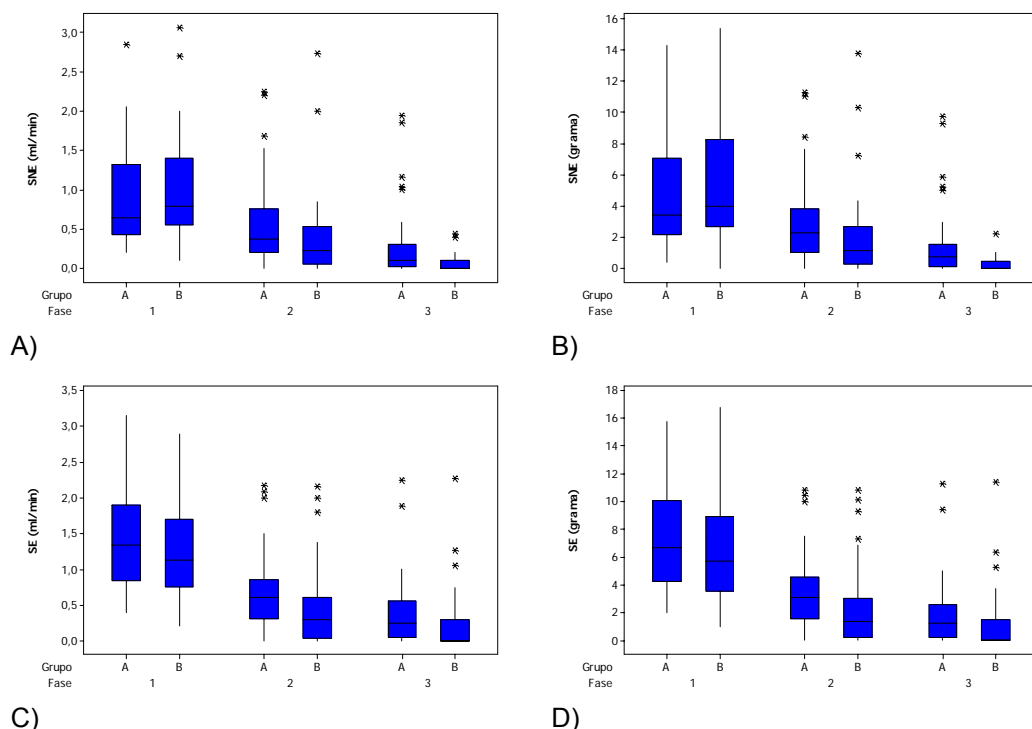 SNE (ml/min)
3,0
2,5
2,0
1,5
1,0
0,5
0,0
Grupo A B A B A B
Fase 1 2 3
A)
SNE (grama)
16
14
12
10
8
6
4
2
0
Grupo A B A B A B
Fase 1 2 3
B)
SE (ml/min)
3,5
3,0
2,5
2,0
1,5
1,0
0,5
0,0
Grupo A B A B A B
Fase 1 2 3
C)
SE (grama)
18
16
14
12
10
8
6
4
2
0
Grupo A B A B A B
Fase 1 2 3
D)